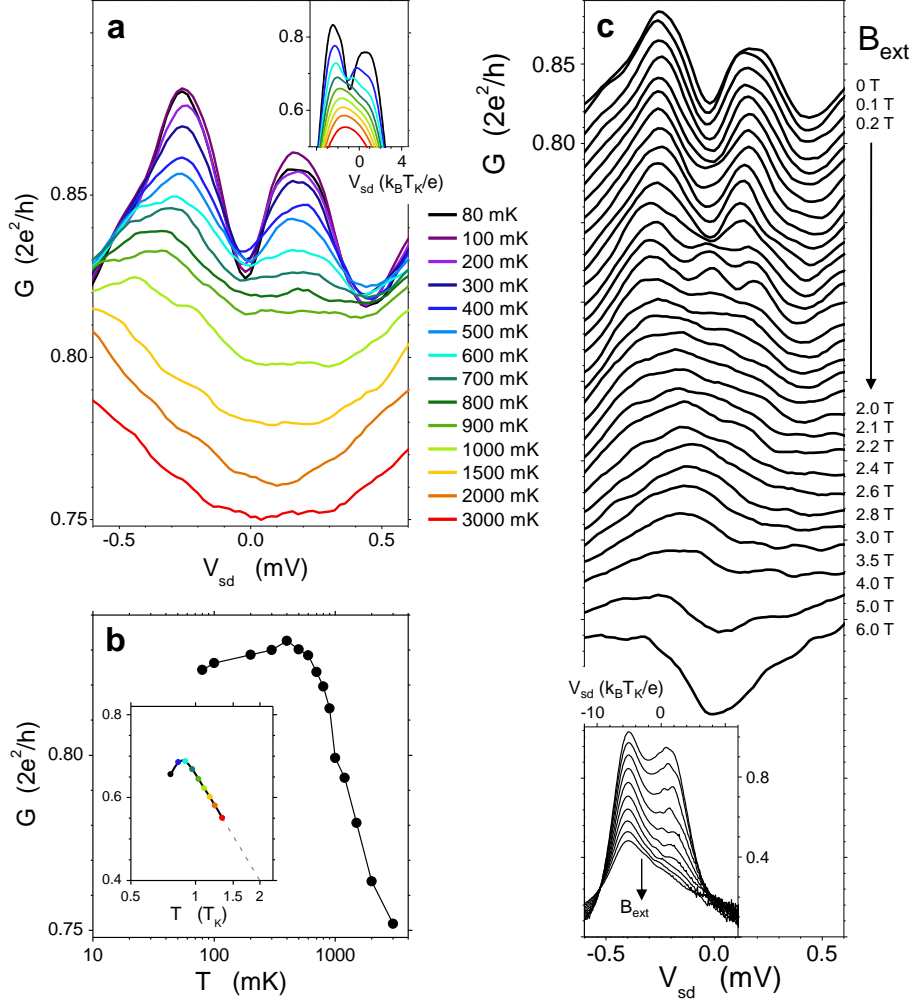 a
G (2e²/h)
0.85
0.80
0.75
-0.5
0.0
0.5
V_sd (mV)
0.8
0.6
0
4
V_sd (k_BT_K/e)
80 mK
100 mK
200 mK
300 mK
400 mK
500 mK
600 mK
700 mK
800 mK
900 mK
1000 mK
1500 mK
2000 mK
3000 mK
b
G (2e²/h)
0.80
0.75
10
100
1000
T (mK)
0.8
0.6
0.4
0.5
1
1.5
2
T (T_K)
c
G (2e²/h)
0.85
0.80
B_ext
0 T
0.1 T
0.2 T
2.0 T
2.1 T
2.2 T
2.4 T
2.6 T
2.8 T
3.0 T
3.5 T
4.0 T
5.0 T
6.0 T
V_sd (k_BT_K/e)
-10
0
0.8
0.4
B_ext
-0.5
0.0
0.5
V_sd (mV)